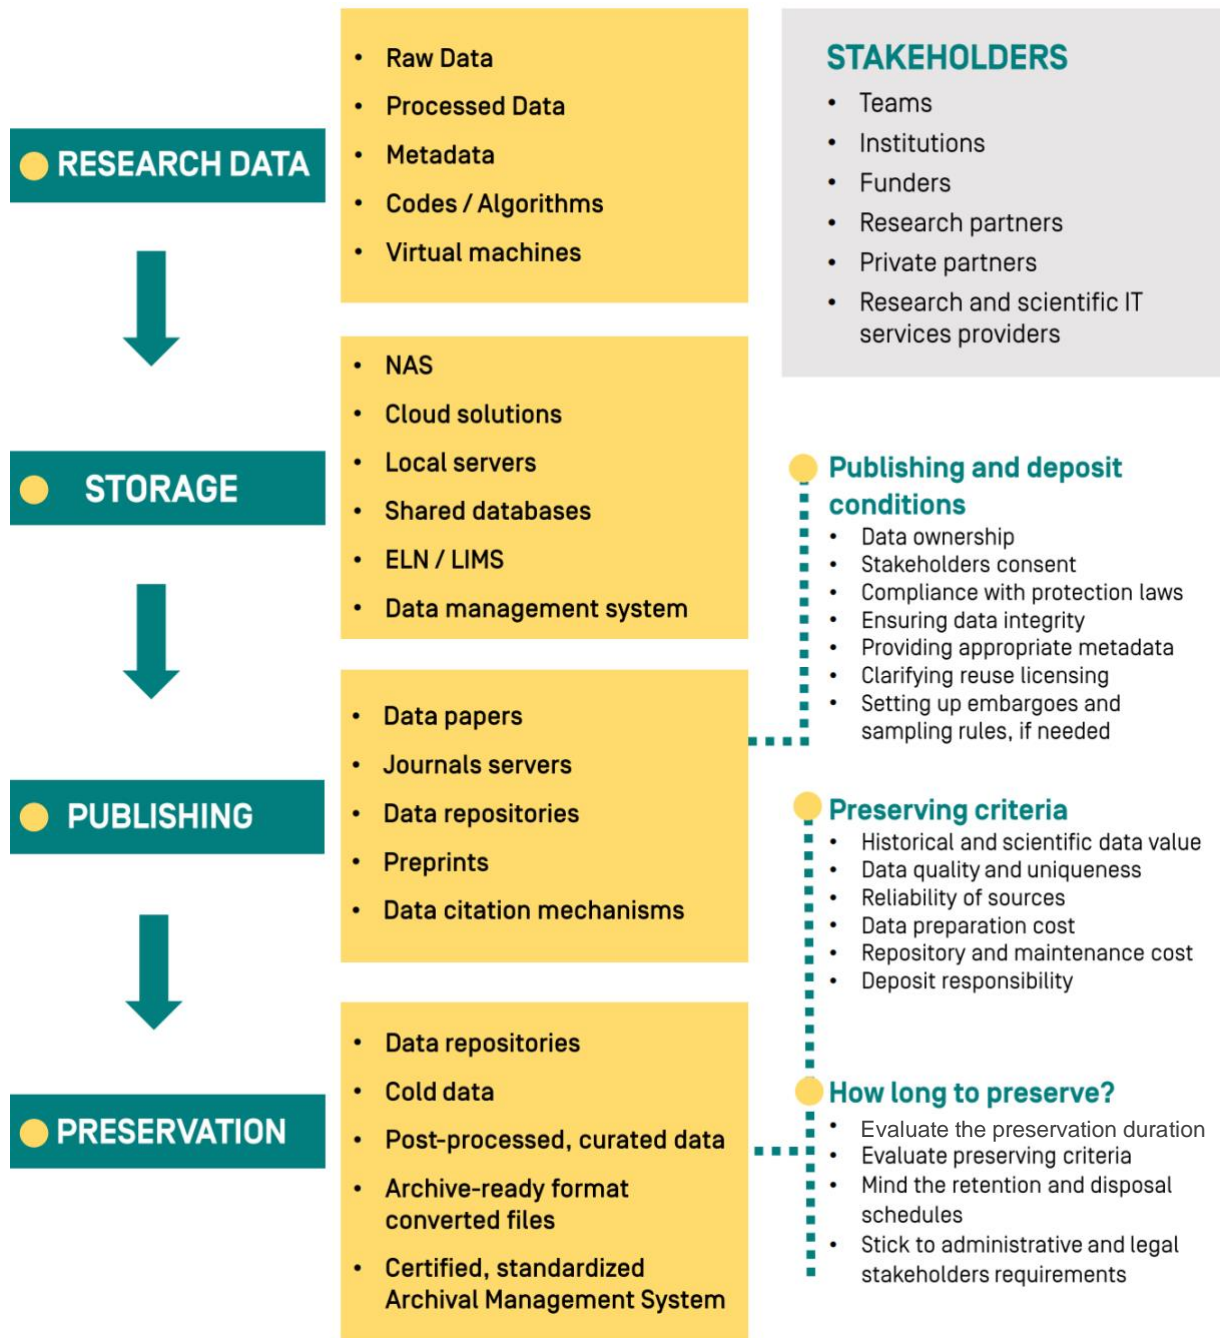 RESEARCH DATA
• Raw Data
• Processed Data
• Metadata
• Codes / Algorithms
• Virtual machines
STORAGE
• NAS
• Cloud solutions
• Local servers
• Shared databases
• ELN / LIMS
• Data management system
PUBLISHING
• Data papers
• Journals servers
• Data repositories
• Preprints
• Data citation mechanisms
PRESERVATION
• Data repositories
• Cold data
• Post-processed, curated data
• Archive-ready format
converted files
• Certified, standardized
Archival Management System
STAKEHOLDERS
• Teams
• Institutions
• Funders
• Research partners
• Private partners
• Research and scientific IT
services providers
Publishing and deposit
conditions
• Data ownership
• Stakeholders consent
• Compliance with protection laws
• Ensuring data integrity
• Providing appropriate metadata
• Clarifying reuse licensing
• Setting up embargoes and
sampling rules, if needed
Preserving criteria
• Historical and scientific data value
• Data quality and uniqueness
• Reliability of sources
• Data preparation cost
• Repository and maintenance cost
• Deposit responsibility
How long to preserve?
• Evaluate the preservation duration
• Evaluate preserving criteria
• Mind the retention and disposal
schedules
• Stick to administrative and legal
stakeholders requirements